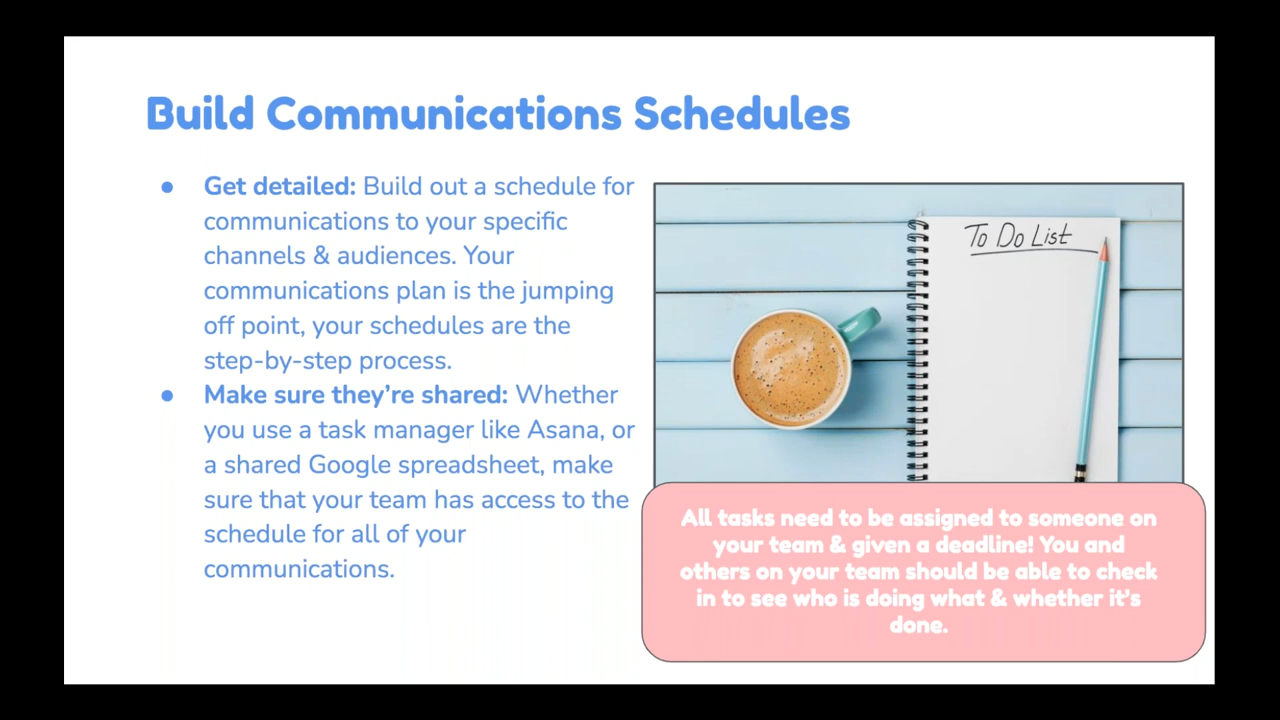 Build Communications Schedules
● Get detailed: Build out a schedule for
communications to your specific
channels & audiences. Your
communications plan is the jumping
off point, your schedules are the
step-by-step process.
● Make sure they’re shared: Whether
you use a task manager like Asana, or
a shared Google spreadsheet, make
sure that your team has access to the
schedule for all of your
communications.
To Do List
All tasks need to be assigned to someone on
your team & given a deadline! You and
others on your team should be able to check
in to see who is doing what & whether it’s
done.